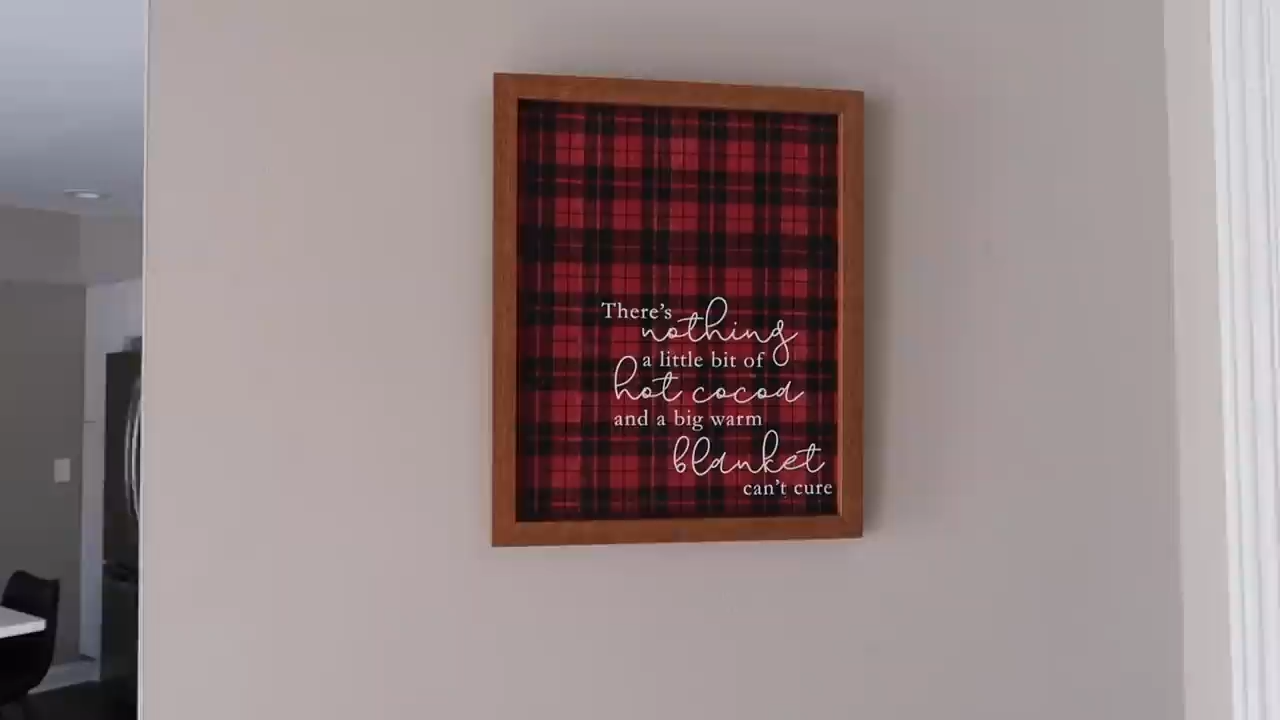 There's
nothing
a little bit of
hot cocoa
and a big warm
blanket
can't cure